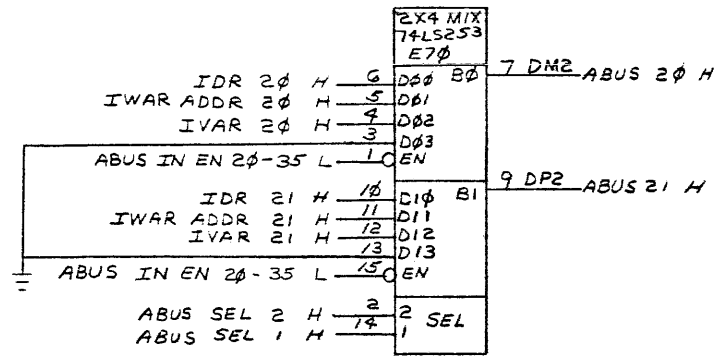 2X4 MIX
74LS253
E7Ø
IDR 2Ø H 6 DØØ BØ 7 DM2 ABUS 2Ø H
IWAR ADDR 2Ø H 5 DØ1
IVAR 2Ø H 4 DØ2
3 DØ3
ABUS IN EN 2Ø-35 L 1 EN
IDR 21 H 1Ø D1Ø B1 9 DP2 ABUS 21 H
IWAR ADDR 21 H 11 D11
IVAR 21 H 12 D12
13 D13
ABUS IN EN 2Ø-35 L 15 EN
ABUS SEL 2 H 2 2 SEL
ABUS SEL 1 H 14 1